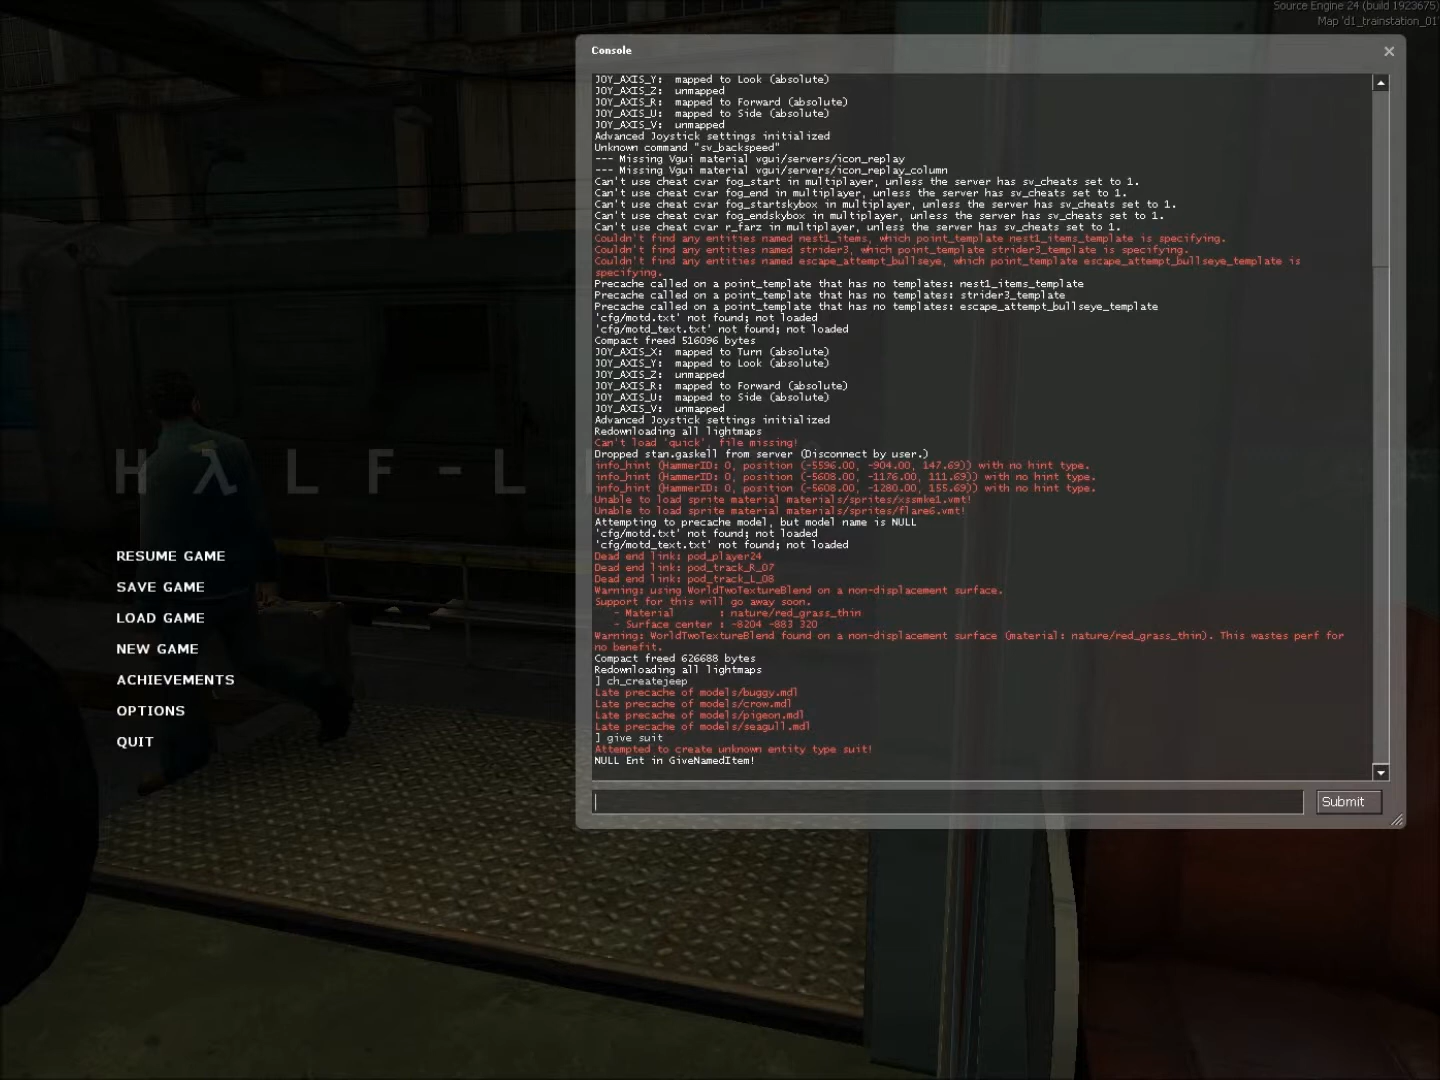 Source Engine 24 (build 1923675)
Map 'd1_trainstation_01'
Console
JOY_AXIS_Y:  mapped to Look (absolute)
JOY_AXIS_Z:  unmapped
JOY_AXIS_R:  mapped to Forward (absolute)
JOY_AXIS_U:  mapped to Side (absolute)
JOY_AXIS_V:  unmapped
Advanced Joystick settings initialized
Unknown command "sv_backspeed"
--- Missing Vgui material vgui/servers/icon_replay
--- Missing Vgui material vgui/servers/icon_replay_column
Can't use cheat cvar fog_start in multiplayer, unless the server has sv_cheats set to 1.
Can't use cheat cvar fog_end in multiplayer, unless the server has sv_cheats set to 1.
Can't use cheat cvar fog_startskybox in multiplayer, unless the server has sv_cheats set to 1.
Can't use cheat cvar fog_endskybox in multiplayer, unless the server has sv_cheats set to 1.
Can't use cheat cvar r_farz in multiplayer, unless the server has sv_cheats set to 1.
Couldn't find any entities named nest1_items, which point_template nest1_items_template is specifying.
Couldn't find any entities named strider3, which point_template strider3_template is specifying.
Couldn't find any entities named escape_attempt_bullseye, which point_template escape_attempt_bullseye_template is
specifying.
Precache called on a point_template that has no templates: nest1_items_template
Precache called on a point_template that has no templates: strider3_template
Precache called on a point_template that has no templates: escape_attempt_bullseye_template
'cfg/motd.txt' not found; not loaded
'cfg/motd_text.txt' not found; not loaded
Compact freed 516096 bytes
JOY_AXIS_X:  mapped to Turn (absolute)
JOY_AXIS_Y:  mapped to Look (absolute)
JOY_AXIS_Z:  unmapped
JOY_AXIS_R:  mapped to Forward (absolute)
JOY_AXIS_U:  mapped to Side (absolute)
JOY_AXIS_V:  unmapped
Advanced Joystick settings initialized
Redownloading all lightmaps
Can't load 'quick', file missing!
Dropped stan.gaskell from server (Disconnect by user.)
info_hint (HammerID: 0, position (-5596.00, -904.00, 147.69)) with no hint type.
info_hint (HammerID: 0, position (-5608.00, -1176.00, 111.69)) with no hint type.
info_hint (HammerID: 0, position (-5608.00, -1280.00, 155.69)) with no hint type.
Unable to load sprite material materials/sprites/xssmke1.vmt!
Unable to load sprite material materials/sprites/flare6.vmt!
Attempting to precache model, but model name is NULL
'cfg/motd.txt' not found; not loaded
'cfg/motd_text.txt' not found; not loaded
Dead end link: pod_player24
Dead end link: pod_track_R_07
Dead end link: pod_track_L_08
Warning: using WorldTwoTextureBlend on a non-displacement surface.
Support for this will go away soon.
   - Material       : nature/red_grass_thin
   - Surface center : -8204 -883 320
Warning: WorldTwoTextureBlend found on a non-displacement surface (material: nature/red_grass_thin). This wastes perf for
no benefit.
Compact freed 626688 bytes
Redownloading all lightmaps
] ch_createjeep
Late precache of models/buggy.mdl
Late precache of models/crow.mdl
Late precache of models/pigeon.mdl
Late precache of models/seagull.mdl
] give suit
Attempted to create unknown entity type suit!
NULL Ent in GiveNamedItem!
Submit
HλLF-L
RESUME GAME
SAVE GAME
LOAD GAME
NEW GAME
ACHIEVEMENTS
OPTIONS
QUIT